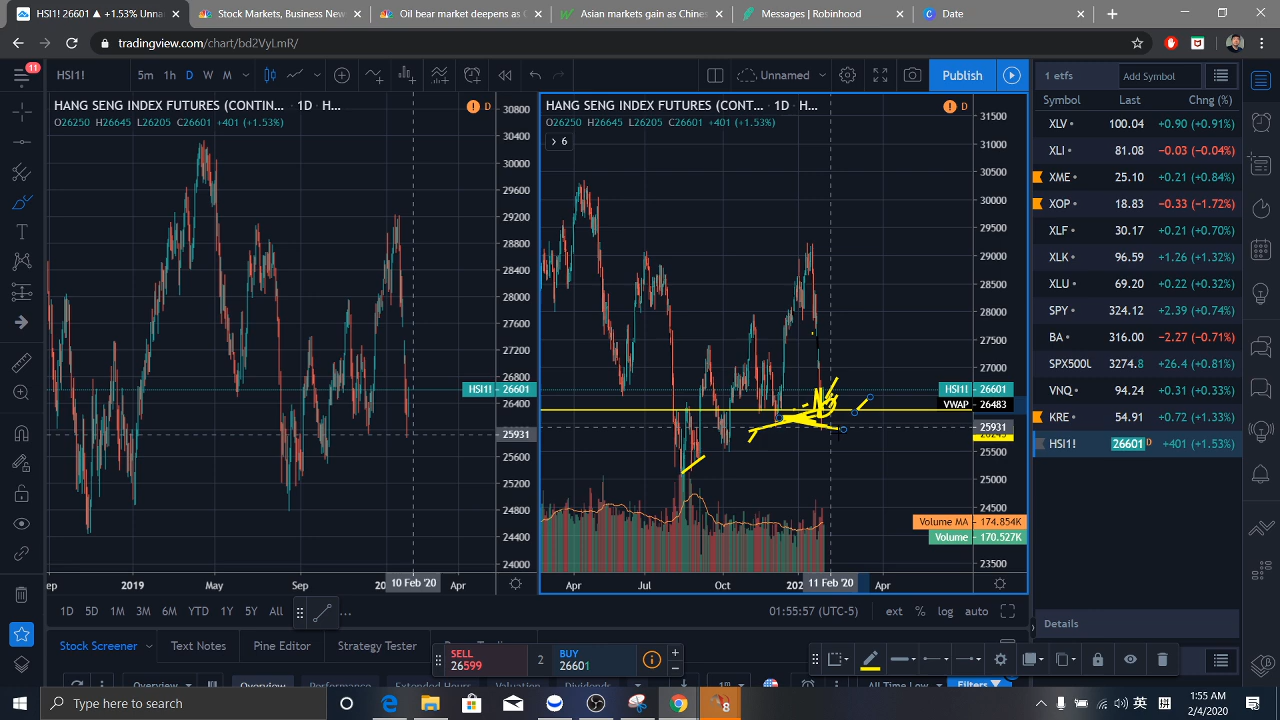 HSI1! 26601 ▲ +1.53% Unnar
Stock Markets, Business New
Oil bear market deepens as C
Asian markets gain as Chines
Messages | Robinhood
Date
tradingview.com/chart/bd2VyLmR/
11
HSI1!
5m 1h D W M
Unnamed
Publish
1 etfs
Add Symbol
Symbol Last Chng (%)
HANG SENG INDEX FUTURES (CONTIN... · 1D · H...
O26250 H26645 L26205 C26601 +401 (+1.53%)
D
30800
30400
30000
29600
29200
28800
28400
28000
27600
27200
26800
HSI1! 26601
26400
25931
25600
25200
24800
24400
24000
2019 May Sep 10 Feb '20 Apr
HANG SENG INDEX FUTURES (CONT... · 1D · H...
O26250 H26645 L26205 C26601 +401 (+1.53%)
D
6
31500
31000
30500
30000
29500
29000
28500
28000
27500
27000
HSI1! 26601
VWAP 26483
25931
25500
25000
24500
Volume MA 174.854K
Volume 170.527K
23500
Apr Jul Oct 11 Feb '20 Apr
XLV 100.04 +0.90 (+0.91%)
XLI 81.08 −0.03 (−0.04%)
XME 25.10 +0.21 (+0.84%)
XOP 18.83 −0.33 (−1.72%)
XLF 30.17 +0.21 (+0.70%)
XLK 96.59 +1.26 (+1.32%)
XLU 69.20 +0.22 (+0.32%)
SPY 324.12 +2.39 (+0.74%)
BA 316.00 −2.27 (−0.71%)
SPX500U 3274.8 +26.4 (+0.81%)
VNQ 94.24 +0.31 (+0.33%)
KRE 54.91 +0.72 (+1.33%)
HSI1! 26601 D +401 (+1.53%)
1D 5D 1M 3M 6M YTD 1Y 5Y All ...
01:55:57 (UTC-5) ext % log auto
Details
Stock Screener Text Notes Pine Editor Strategy Tester
SELL
26599
2
BUY
26601
Overview Overview Performance Extended Hours Valuation Dividends
All Time Low Filters
Type here to search
8
英 拼
1:55 AM
2/4/2020